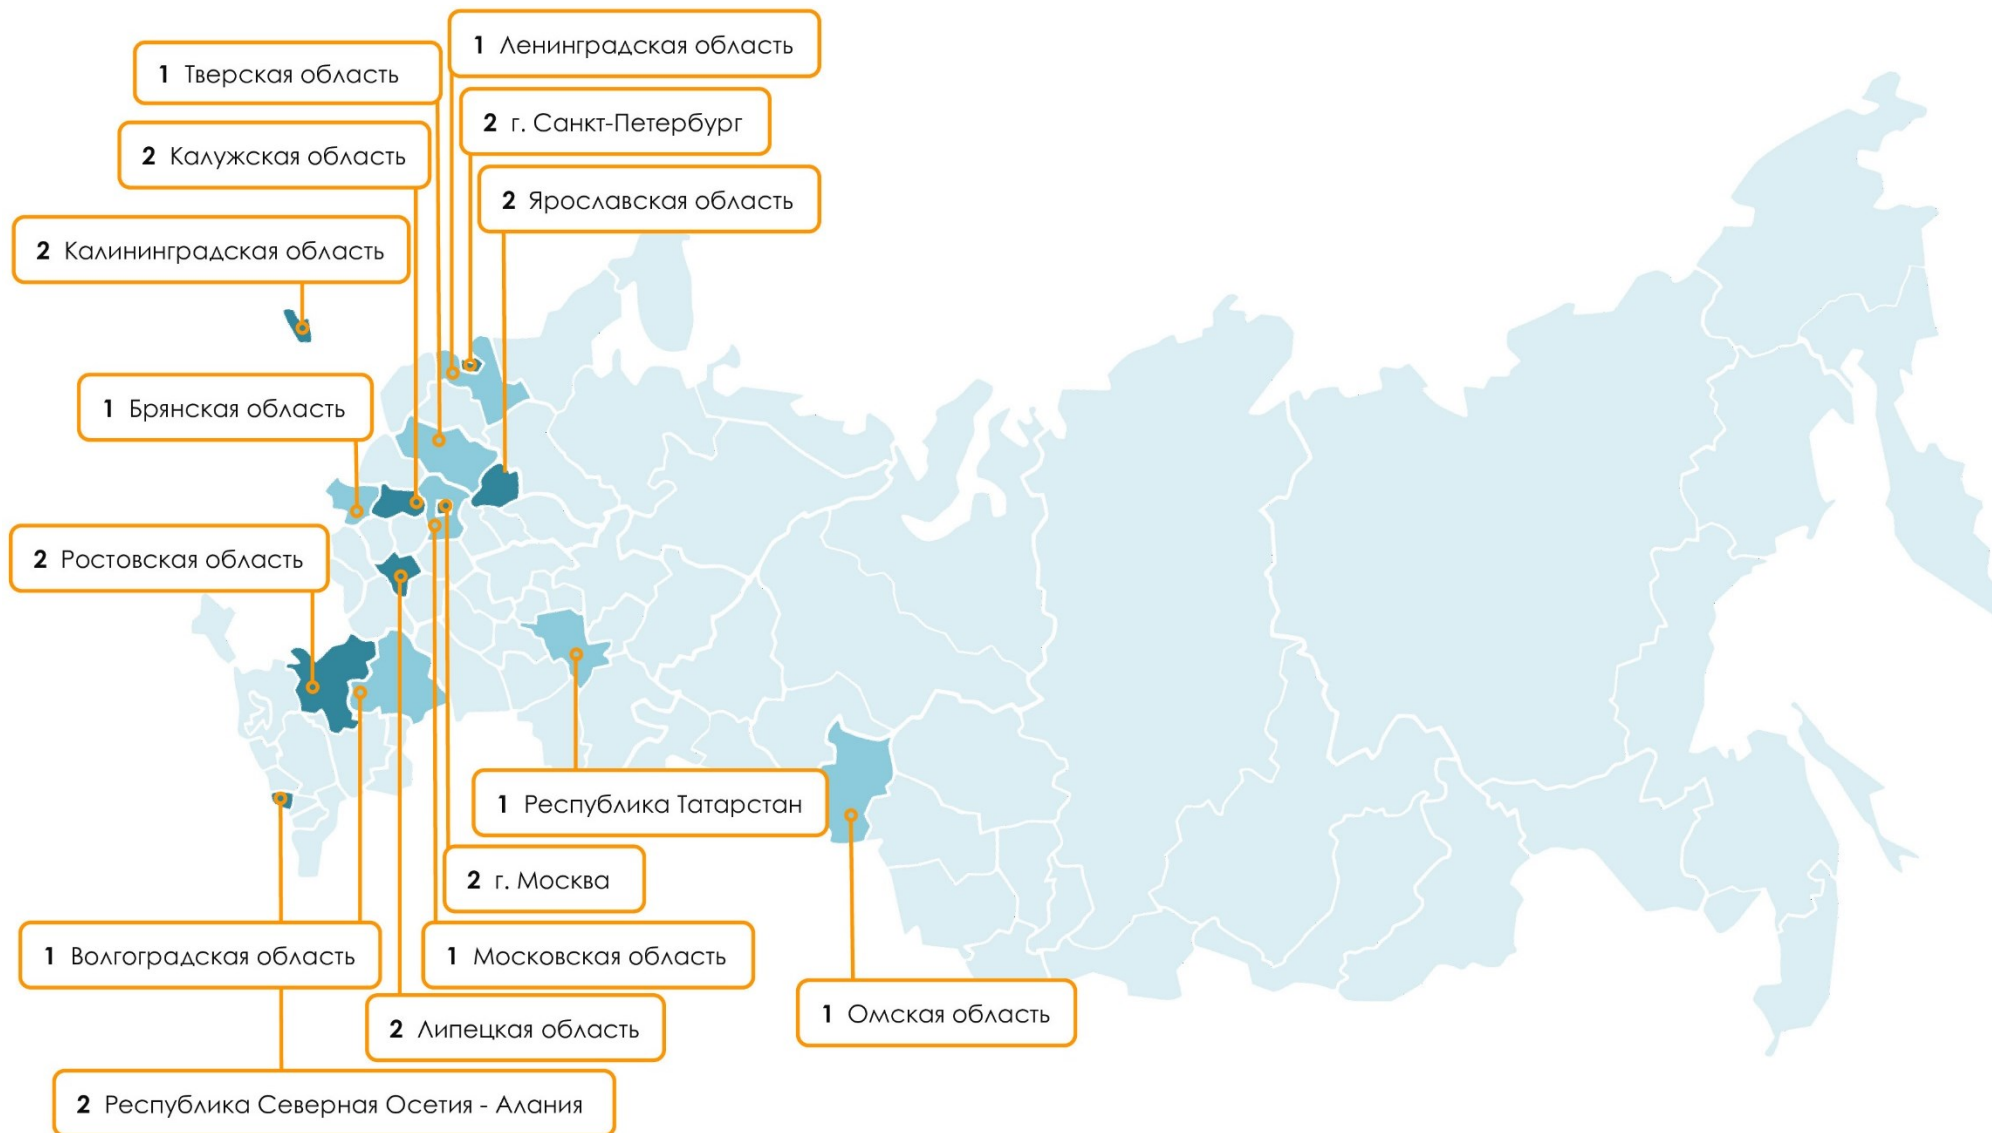 1 Ленинградская область
1 Тверская область
2 г. Санкт-Петербург
2 Калужская область
2 Ярославская область
2 Калининградская область
1 Брянская область
2 Ростовская область
1 Республика Татарстан
2 г. Москва
1 Волгоградская область
1 Московская область
1 Омская область
2 Липецкая область
2 Республика Северная Осетия - Алания